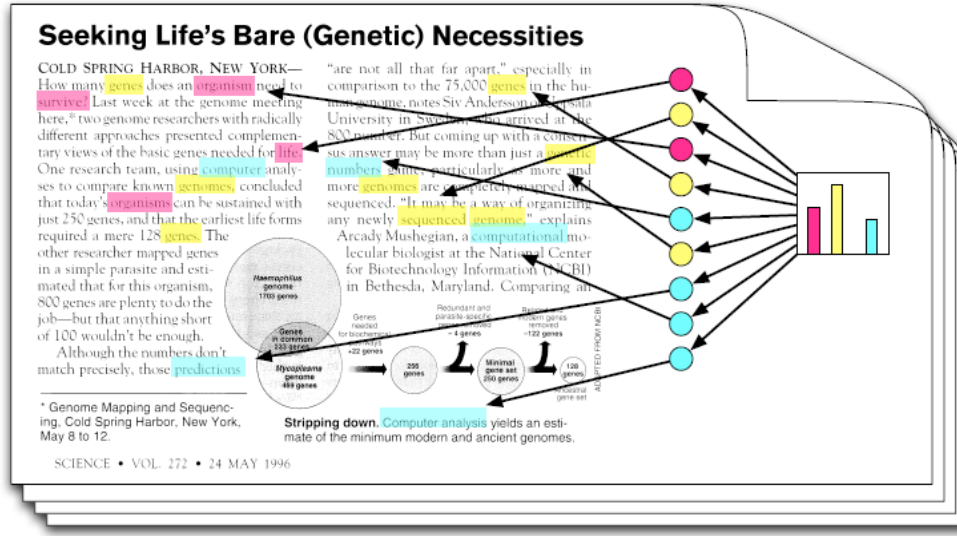 Seeking Life's Bare (Genetic) Necessities
COLD SPRING HARBOR, NEW YORK—
How many genes does an organism need to
survive? Last week at the genome meeting
here,* two genome researchers with radically
different approaches presented complemen-
tary views of the basic genes needed for life.
One research team, using computer analy-
ses to compare known genomes, concluded
that today's organisms can be sustained with
just 250 genes, and that the earliest life forms
required a mere 128 genes. The
other researcher mapped genes
in a simple parasite and esti-
mated that for this organism,
800 genes are plenty to do the
job—but that anything short
of 100 wouldn't be enough.
Although the numbers don't
match precisely, those predictions
* Genome Mapping and Sequenc-
ing, Cold Spring Harbor, New York,
May 8 to 12.
"are not all that far apart," especially in
comparison to the 75,000 genes in the hu-
man genome, notes Siv Andersson
University in Sweden, who arrived at the
800 number. But coming up with a consen-
sus answer may be more than just a genetic
numbers game, particularly as more and
more genomes are completely mapped and
sequenced. "It may be a way of organizing
any newly sequenced genome," explains
Arcady Mushegian, a computational mo-
lecular biologist at the National Center
for Biotechnology Information (NCBI)
in Bethesda, Maryland. Comparing an
Haemophilus
genome
1703 genes
Genes
in common
233 genes
Mycoplasma
genome
469 genes
Genes
needed
for biochemical
pathways
+22 genes
256
genes
Redundant and
parasite-specific
genes removed
– 4 genes
Minimal
gene set
250 genes
modern genes
removed
–122 genes
128
genes
Ancestral
gene set
ADAPTED FROM NCBI
Stripping down. Computer analysis yields an esti-
mate of the minimum modern and ancient genomes.
SCIENCE • VOL. 272 • 24 MAY 1996